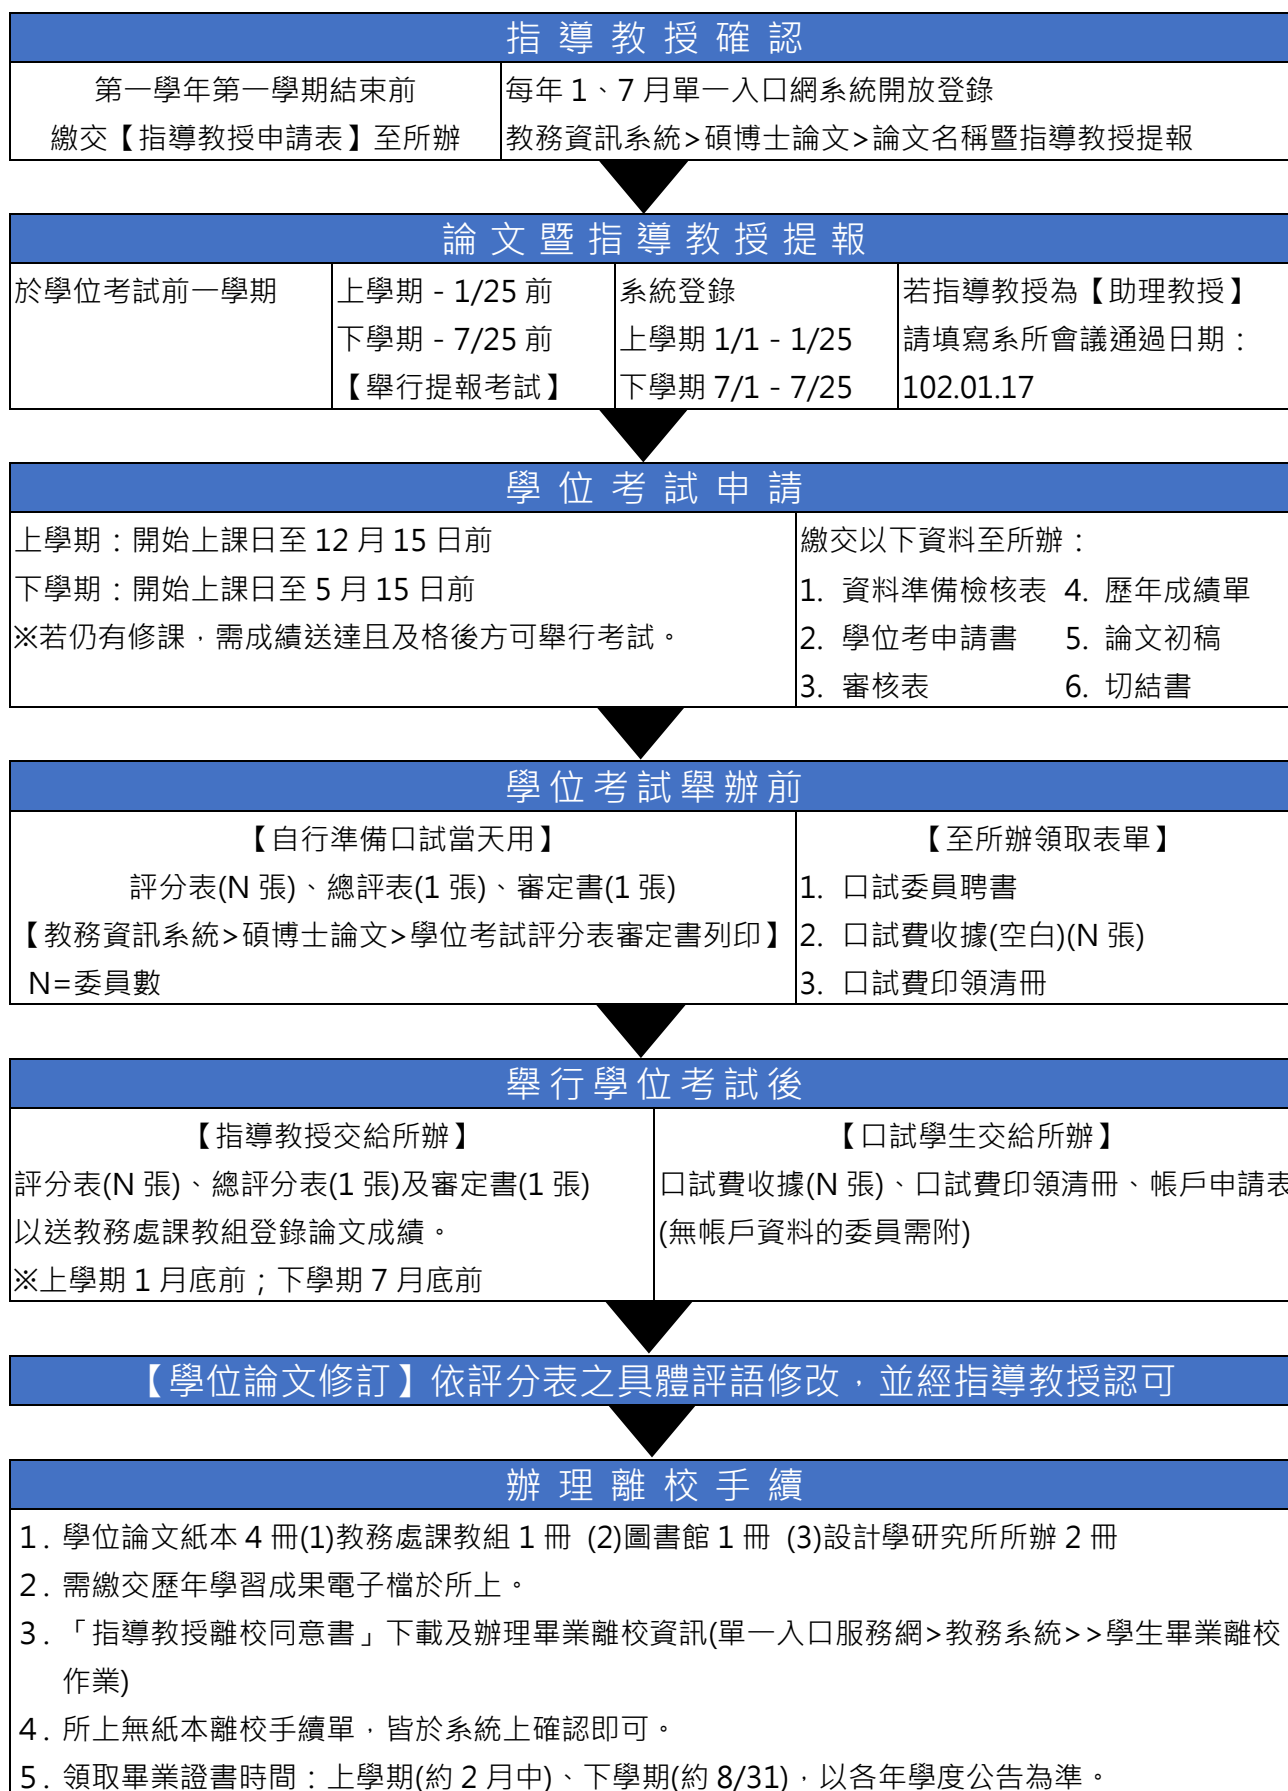 指導教授確認
第一學年第一學期結束前
繳交【指導教授申請表】至所辦
每年 1、7 月單一入口網系統開放登錄
教務資訊系統>碩博士論文>論文名稱暨指導教授提報
論文暨指導教授提報
於學位考試前一學期
上學期 - 1/25 前
下學期 - 7/25 前
【舉行提報考試】
系統登錄
上學期 1/1 - 1/25
下學期 7/1 - 7/25
若指導教授為【助理教授】
請填寫系所會議通過日期：
102.01.17
學位考試申請
上學期：開始上課日至 12 月 15 日前
下學期：開始上課日至 5 月 15 日前
※若仍有修課，需成績送達且及格後方可舉行考試。
繳交以下資料至所辦：
1. 資料準備檢核表 4. 歷年成績單
2. 學位考申請書 5. 論文初稿
3. 審核表 6. 切結書
學位考試舉辦前
【自行準備口試當天用】
評分表(N 張)、總評表(1 張)、審定書(1 張)
【教務資訊系統>碩博士論文>學位考試評分表審定書列印】
N=委員數
【至所辦領取表單】
1. 口試委員聘書
2. 口試費收據(空白)(N 張)
3. 口試費印領清冊
舉行學位考試後
【指導教授交給所辦】
評分表(N 張)、總評分表(1 張)及審定書(1 張)
以送教務處課教組登錄論文成績。
※上學期 1 月底前；下學期 7 月底前
【口試學生交給所辦】
口試費收據(N 張)、口試費印領清冊、帳戶申請表
(無帳戶資料的委員需附)
【學位論文修訂】依評分表之具體評語修改，並經指導教授認可
辦理離校手續
1. 學位論文紙本 4 冊(1)教務處課教組 1 冊 (2)圖書館 1 冊 (3)設計學研究所所辦 2 冊
2. 需繳交歷年學習成果電子檔於所上。
3. 「指導教授離校同意書」下載及辦理畢業離校資訊(單一入口服務網>教務系統>>學生畢業離校
作業)
4. 所上無紙本離校手續單，皆於系統上確認即可。
5. 領取畢業證書時間：上學期(約 2 月中)、下學期(約 8/31)，以各年學度公告為準。